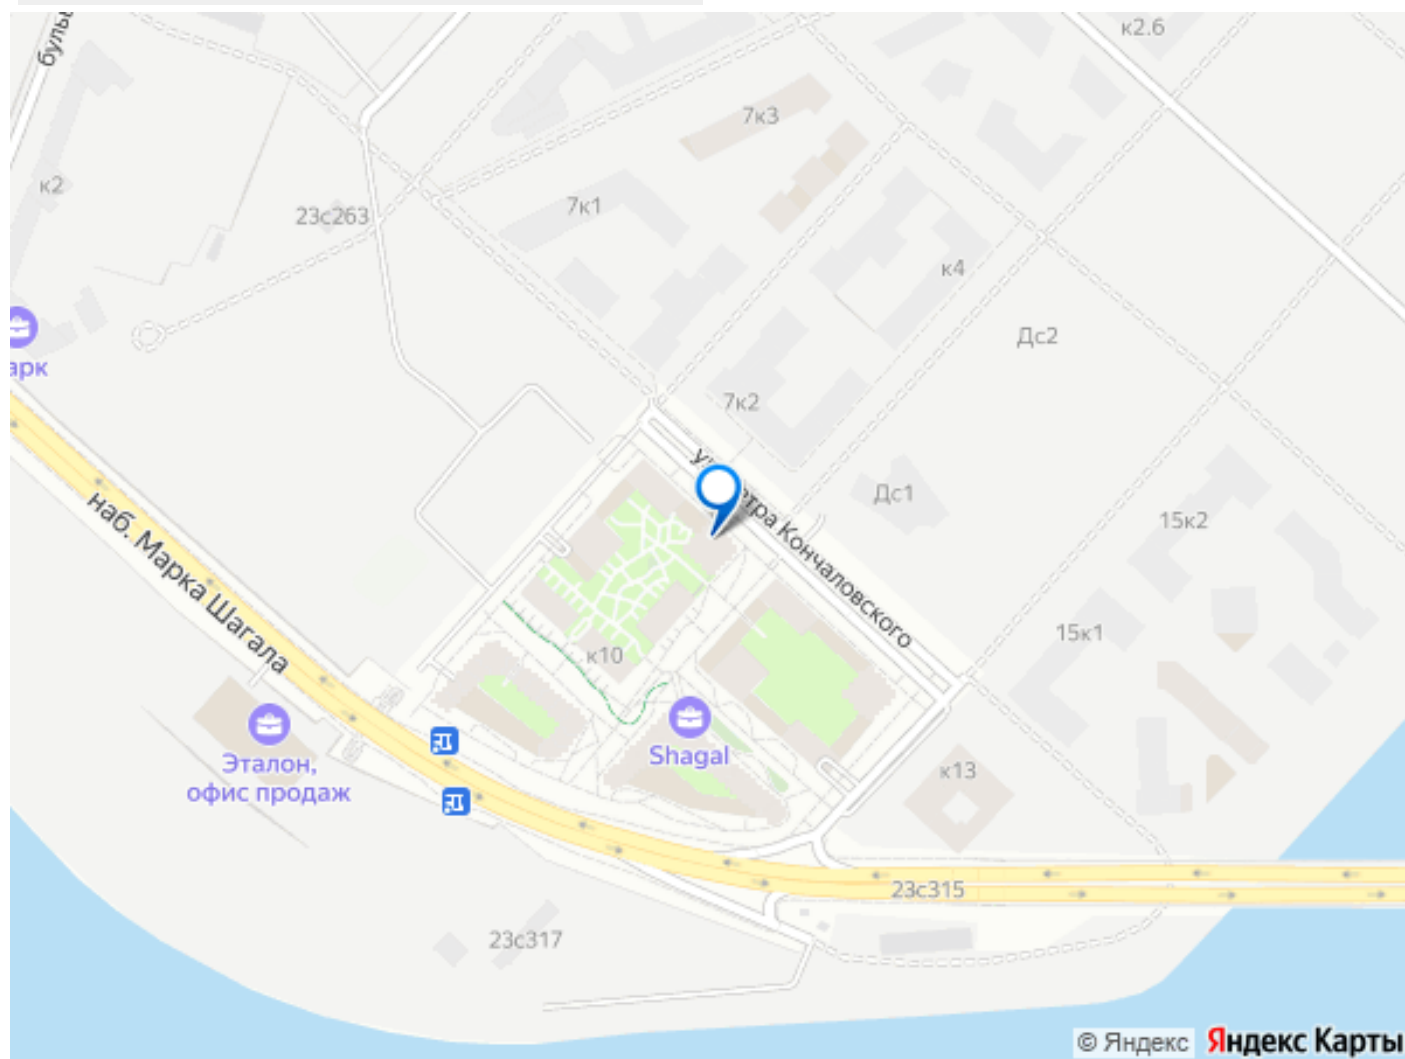 буль
к2.6
7к3
к2
7к1
23с263
к4
Дс2
арк
7к2
Ул. Петра Кончаловского
Дс1
15к2
наб. Марка Шагала
15к1
к10
Shagal
Эталон,
офис продаж
к13
23с315
23с317
© Яндекс
Яндекс Карты